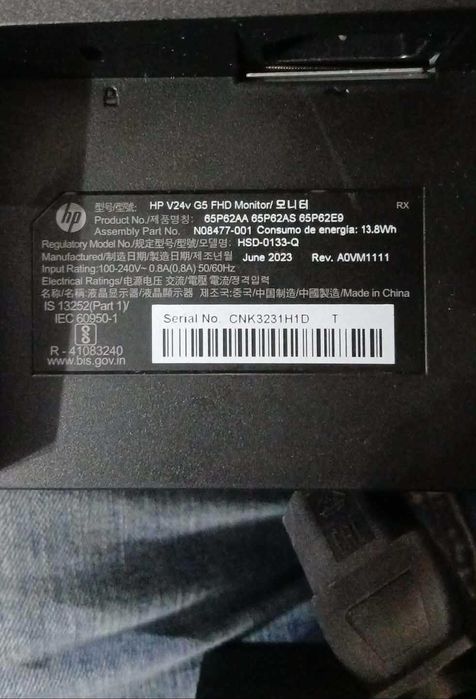 hp
型号/型號: HP V24v G5 FHD Monitor/ 모니터 RX
Product No./제품명칭: 65P62AA 65P62AS 65P62E9
Assembly Part No. N08477-001 Consumo de energía: 13.8Wh
Regulatory Model No./规定型号/型號/모델명: HSD-0133-Q
Manufactured/制造日期/製造日期/제조년월 June 2023 Rev. A0VM1111
Input Rating:100-240V~ 0.8A(0,8A) 50/60Hz
Electrical Ratings/电源电压 交流/電壓 電流/정격입력
名称/名稱:液晶显示器/液晶顯示器 제조국:중국/中国制造/中國製造/Made in China
IS 13252(Part 1)/
IEC 60950-1
R - 41083240
www.bis.gov.in
Serial No. CNK3231H1D T